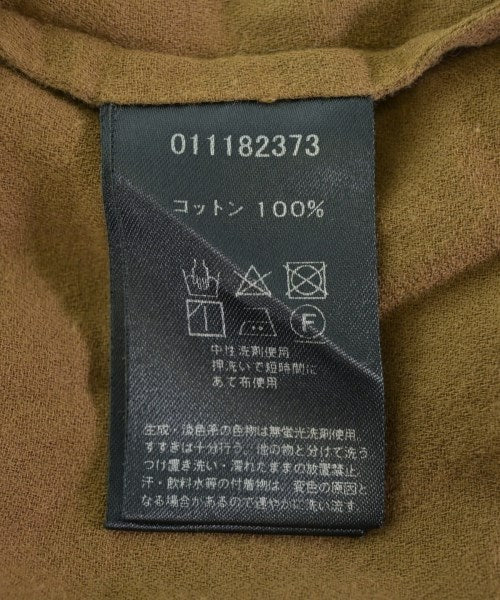 011182373
コットン 100%
F
中性洗剤使用
押洗いで短時間に
あて布使用
生成・淡色系の色物は無蛍光洗剤使用。
すすぎは十分行う。他の物と分けて洗う
つけ置き洗い・濡れたままの放置禁止。
汗・飲料水等の付着物は、変色の原因と
なる場合があるので速やかに洗い流す。